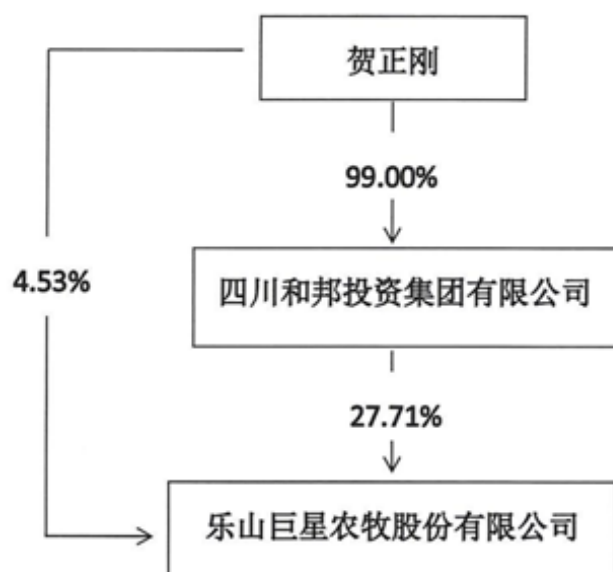 贺正刚
99.00%
四川和邦投资集团有限公司
4.53%
27.71%
乐山巨星农牧股份有限公司